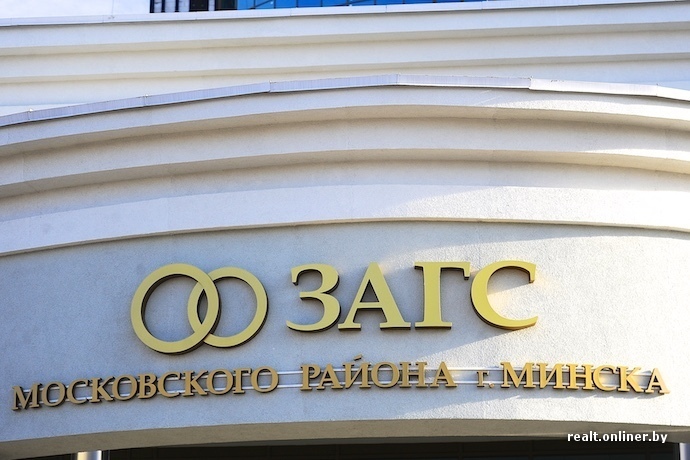 ЗАГС
МОСКОВСКОГО РАЙОНА г. МИНСКА
realt.onliner.by